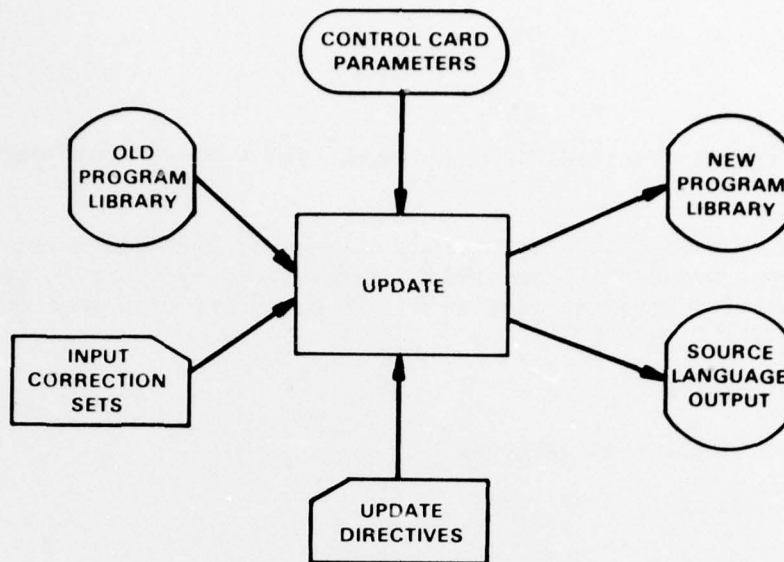 CONTROL CARD
PARAMETERS
OLD
PROGRAM
LIBRARY
NEW
PROGRAM
LIBRARY
UPDATE
INPUT
CORRECTION
SETS
SOURCE
LANGUAGE
OUTPUT
UPDATE
DIRECTIVES